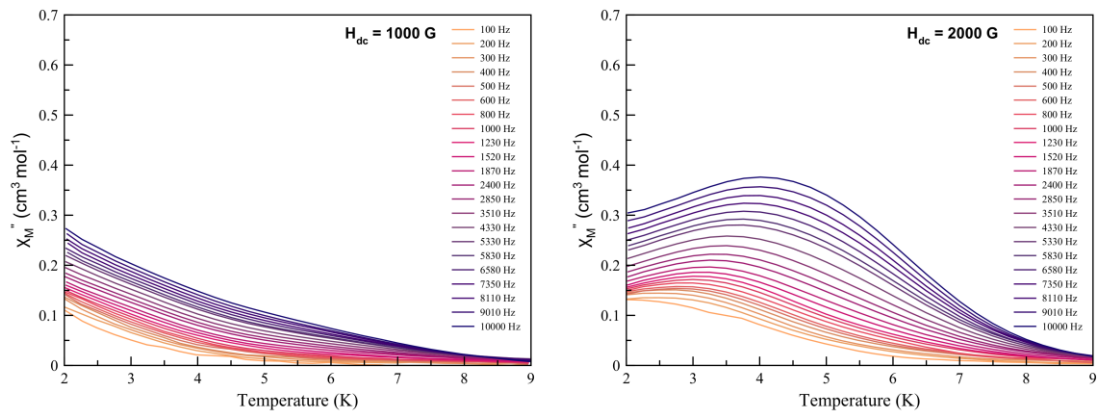 H_dc = 1000 G
100 Hz
200 Hz
300 Hz
400 Hz
500 Hz
600 Hz
800 Hz
1000 Hz
1230 Hz
1520 Hz
1870 Hz
2400 Hz
2850 Hz
3510 Hz
4330 Hz
5330 Hz
5830 Hz
6580 Hz
7350 Hz
8110 Hz
9010 Hz
10000 Hz
0.7
0.6
0.5
0.4
0.3
0.2
0.1
0
χM" (cm³ mol⁻¹)
2 3 4 5 6 7 8 9
Temperature (K)
H_dc = 2000 G
100 Hz
200 Hz
300 Hz
400 Hz
500 Hz
600 Hz
800 Hz
1000 Hz
1230 Hz
1520 Hz
1870 Hz
2400 Hz
2850 Hz
3510 Hz
4330 Hz
5330 Hz
5830 Hz
6580 Hz
7350 Hz
8110 Hz
9010 Hz
10000 Hz
0.7
0.6
0.5
0.4
0.3
0.2
0.1
0
χM" (cm³ mol⁻¹)
2 3 4 5 6 7 8 9
Temperature (K)